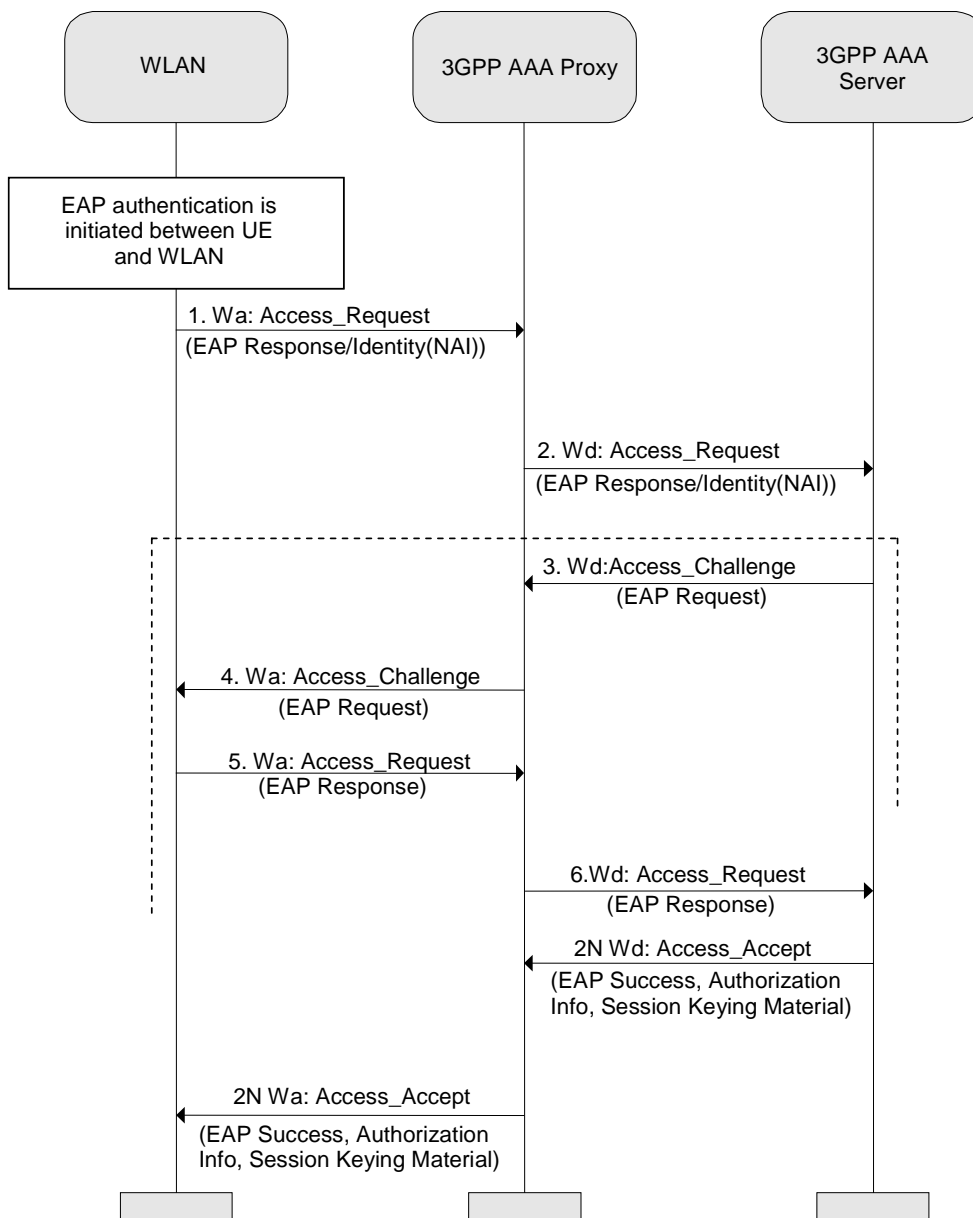 WLAN
3GPP AAA Proxy
3GPP AAA
Server
EAP authentication is
initiated between UE
and WLAN
1. Wa: Access_Request
(EAP Response/Identity(NAI))
2. Wd: Access_Request
(EAP Response/Identity(NAI))
3. Wd:Access_Challenge
(EAP Request)
4. Wa: Access_Challenge
(EAP Request)
5. Wa: Access_Request
(EAP Response)
6.Wd: Access_Request
(EAP Response)
2N Wd: Access_Accept
(EAP Success, Authorization
Info, Session Keying Material)
2N Wa: Access_Accept
(EAP Success, Authorization
Info, Session Keying Material)